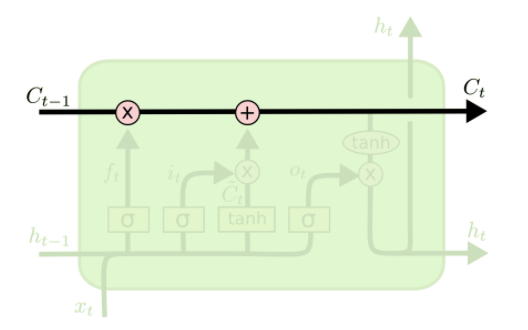 h_t
C_{t-1} C_t
x +
tanh
f_t i_t x o_t x
C̃_t
σ σ tanh σ
h_{t-1} h_t
x_t